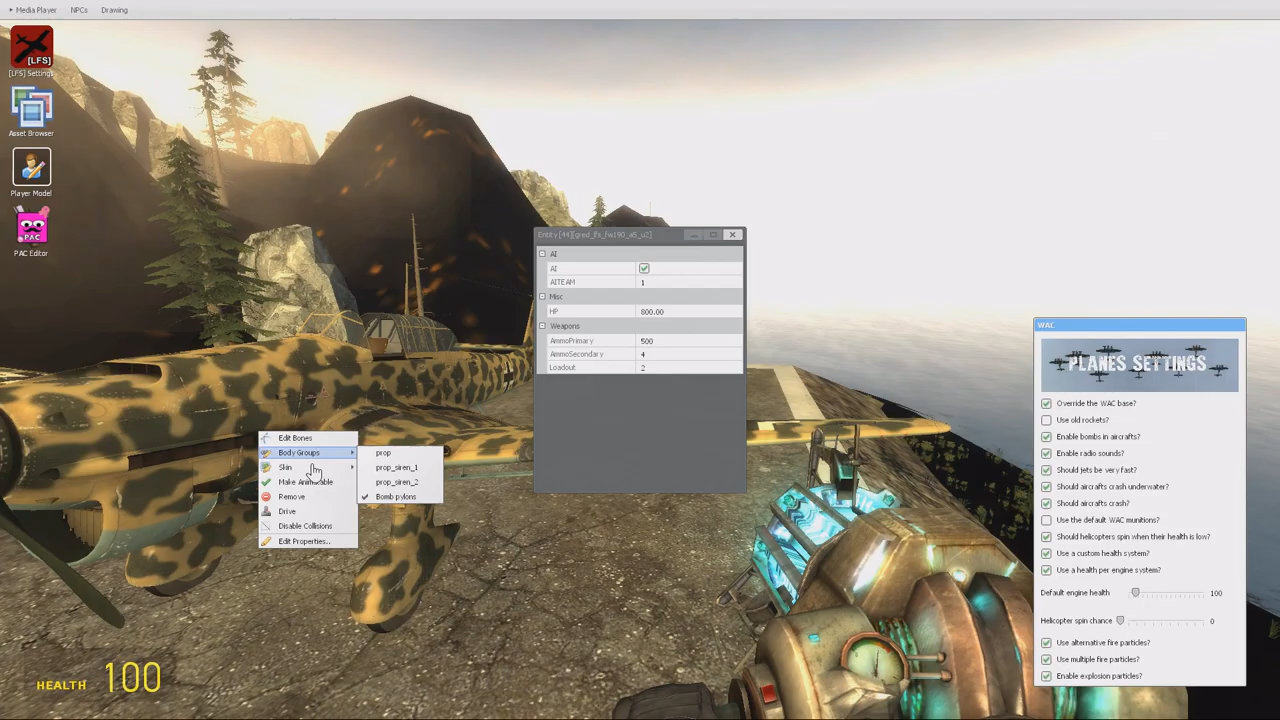 Media Player
NPCs
Drawing
[LFS]
[LFS] Settings
Asset Browser
Player Model
PAC
PAC Editor
Edit Bones
Body Groups
Skin
Make Animatable
Remove
Drive
Disable Collisions
Edit Properties..
prop
prop_siren_1
prop_siren_2
Bomb pylons
Entity [44][gred_lfs_fw190_a5_u2]
AI
AI
AITEAM 1
Misc
HP 800.00
Weapons
AmmoPrimary 500
AmmoSecondary 4
Loadout 2
WAC
PLANES SETTINGS
Override the WAC base?
Use old rockets?
Enable bombs in aircrafts?
Enable radio sounds?
Should jets be very fast?
Should aircrafts crash underwater?
Should aircrafts crash?
Use the default WAC munitions?
Should helicopters spin when their health is low?
Use a custom health system?
Use a health per engine system?
Default engine health 100
Helicopter spin chance 0
Use alternative fire particles?
Use multiple fire particles?
Enable explosion particles?
HEALTH 100